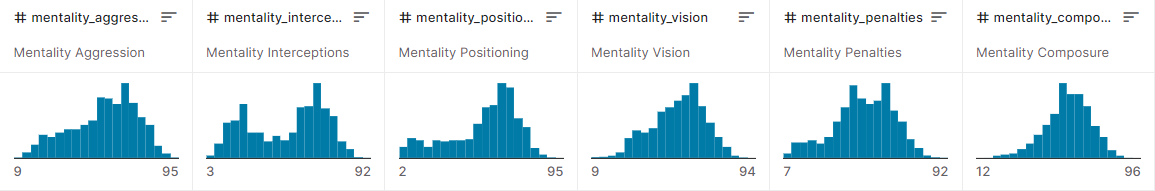 # mentality_aggres...
Mentality Aggression
9 95
# mentality_interce...
Mentality Interceptions
3 92
# mentality_positio...
Mentality Positioning
2 95
# mentality_vision
Mentality Vision
9 94
# mentality_penalties
Mentality Penalties
7 92
# mentality_compo...
Mentality Composure
12 96